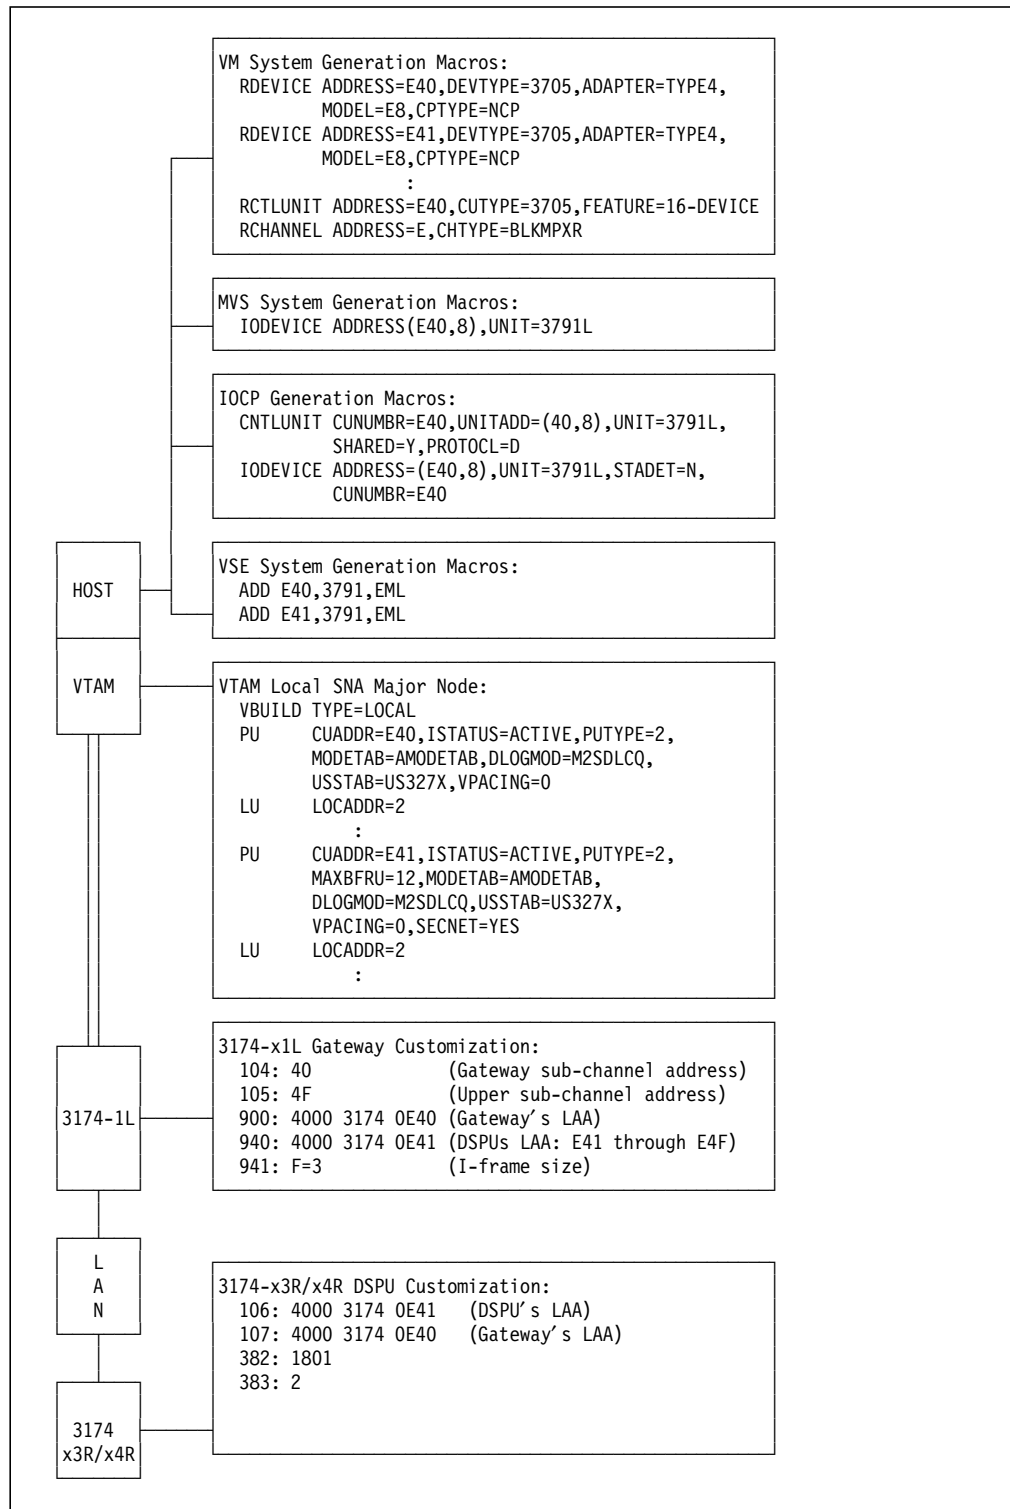 VM System Generation Macros:
RDEVICE ADDRESS=E40,DEVTYPE=3705,ADAPTER=TYPE4,
MODEL=E8,CPTYPE=NCP
RDEVICE ADDRESS=E41,DEVTYPE=3705,ADAPTER=TYPE4,
MODEL=E8,CPTYPE=NCP
:
RCTLUNIT ADDRESS=E40,CUTYPE=3705,FEATURE=16-DEVICE
RCHANNEL ADDRESS=E,CHTYPE=BLKMPXR
MVS System Generation Macros:
IODEVICE ADDRESS(E40,8),UNIT=3791L
IOCP Generation Macros:
CNTLUNIT CUNUMBR=E40,UNITADD=(40,8),UNIT=3791L,
SHARED=Y,PROTOCL=D
IODEVICE ADDRESS=(E40,8),UNIT=3791L,STADET=N,
CUNUMBR=E40
HOST
VSE System Generation Macros:
ADD E40,3791,EML
ADD E41,3791,EML
VTAM
VTAM Local SNA Major Node:
VBUILD TYPE=LOCAL
PU CUADDR=E40,ISTATUS=ACTIVE,PUTYPE=2,
MODETAB=AMODETAB,DLOGMOD=M2SDLCQ,
USSTAB=US327X,VPACING=0
LU LOCADDR=2
:
PU CUADDR=E41,ISTATUS=ACTIVE,PUTYPE=2,
MAXBFRU=12,MODETAB=AMODETAB,
DLOGMOD=M2SDLCQ,USSTAB=US327X,
VPACING=0,SECNET=YES
LU LOCADDR=2
:
3174-1L
3174-x1L Gateway Customization:
104: 40 (Gateway sub-channel address)
105: 4F (Upper sub-channel address)
900: 4000 3174 0E40 (Gateway′s LAA)
940: 4000 3174 0E41 (DSPUs LAA: E41 through E4F)
941: F=3 (I-frame size)
L
A
N
3174-x3R/x4R DSPU Customization:
106: 4000 3174 0E41 (DSPU′s LAA)
107: 4000 3174 0E40 (Gateway′s LAA)
382: 1801
383: 2
3174
x3R/x4R